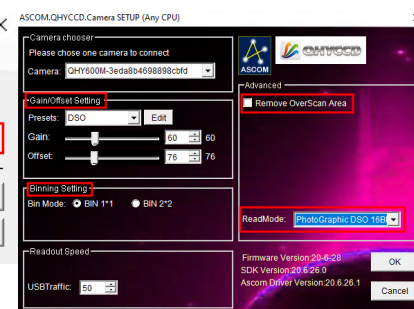 ASCOM.QHYCCD.Camera SETUP (Any CPU)
Camera chooser
Please chose one camera to connect
Camera: QHY600M-3eda8b4698898cbfd
ASCOM
QHYCCD
Gain/Offset Setting
Presets: DSO Edit
Gain: 60 60
Offset: 76 76
Binning Setting
Bin Mode: BIN 1*1 BIN 2*2
Readout Speed
USBTraffic: 50
Advanced
Remove OverScan Area
ReadMode: PhotoGraphic DSO 16B
Firmware Version:20-6-28
SDK Version:20.6.26.0
Ascom Driver Version:20.6.26.1
OK
Cancel